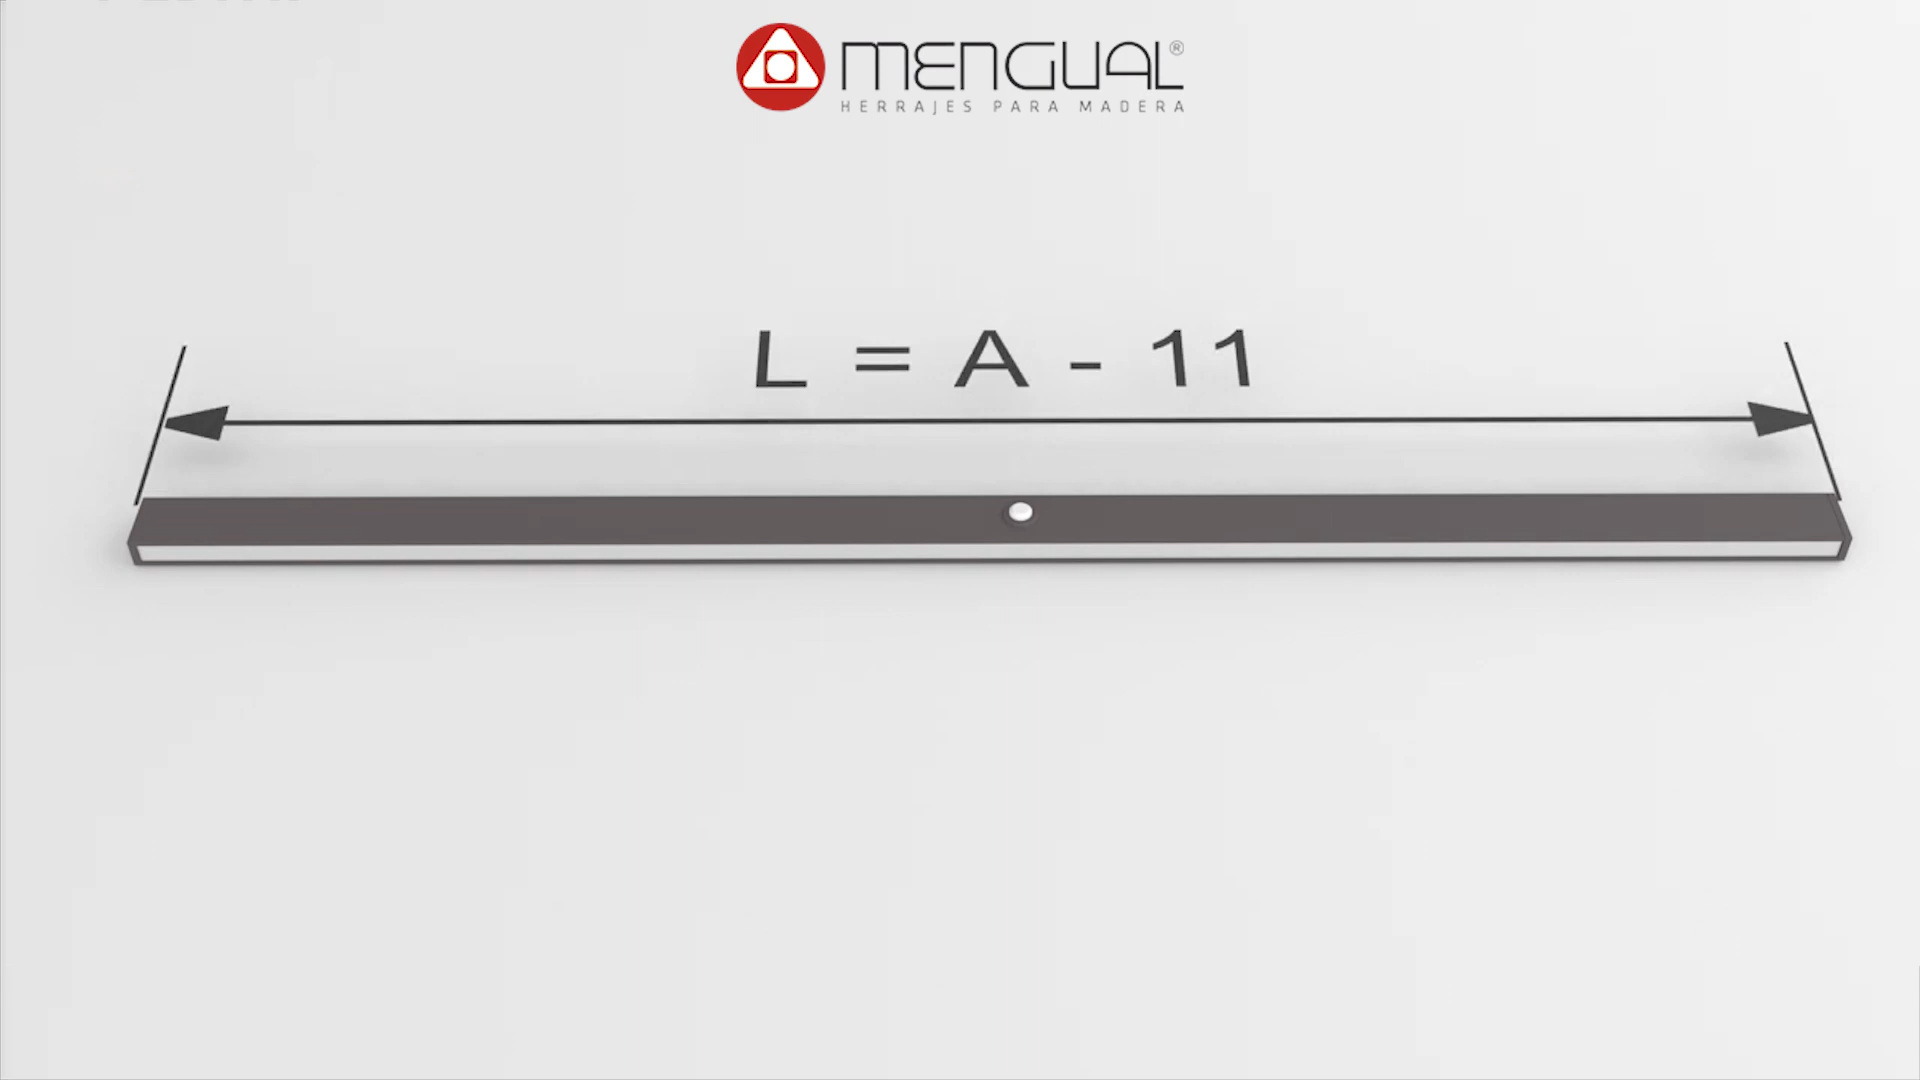 MENGUAL®
HERRAJES PARA MADERA
L = A - 11